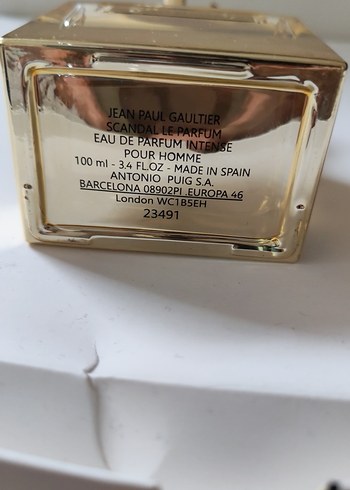 JEAN PAUL GAULTIER
SCANDAL LE PARFUM
EAU DE PARFUM INTENSE
POUR HOMME
100 ml - 3.4 FL.OZ - MADE IN SPAIN
ANTONIO PUIG S.A.
BARCELONA 08902PI .EUROPA 46
London WC1B5EH
23491